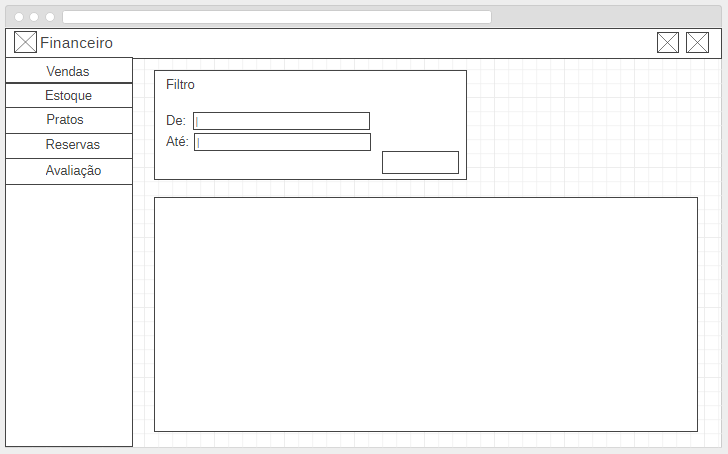 Financeiro
Vendas
Estoque
Pratos
Reservas
Avaliação
Filtro
De:
Até: